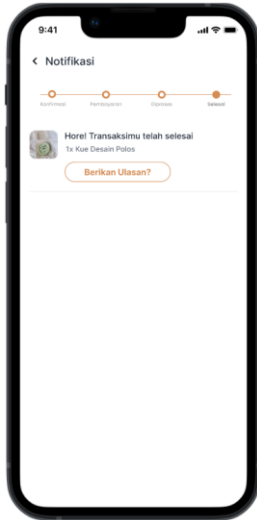 9:41
Notifikasi
Konfirmasi Pembayaran Diproses Selesai
Hore! Transaksimu telah selesai
1x Kue Desain Polos
Berikan Ulasan?